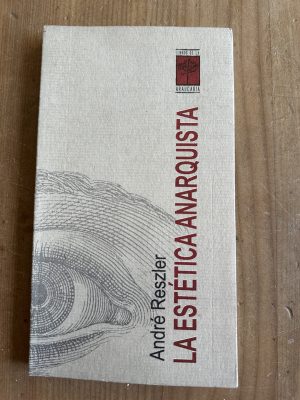 LIBROS DE LA
ARAUCARIA
André Reszler
LA ESTÉTICA ANARQUISTA